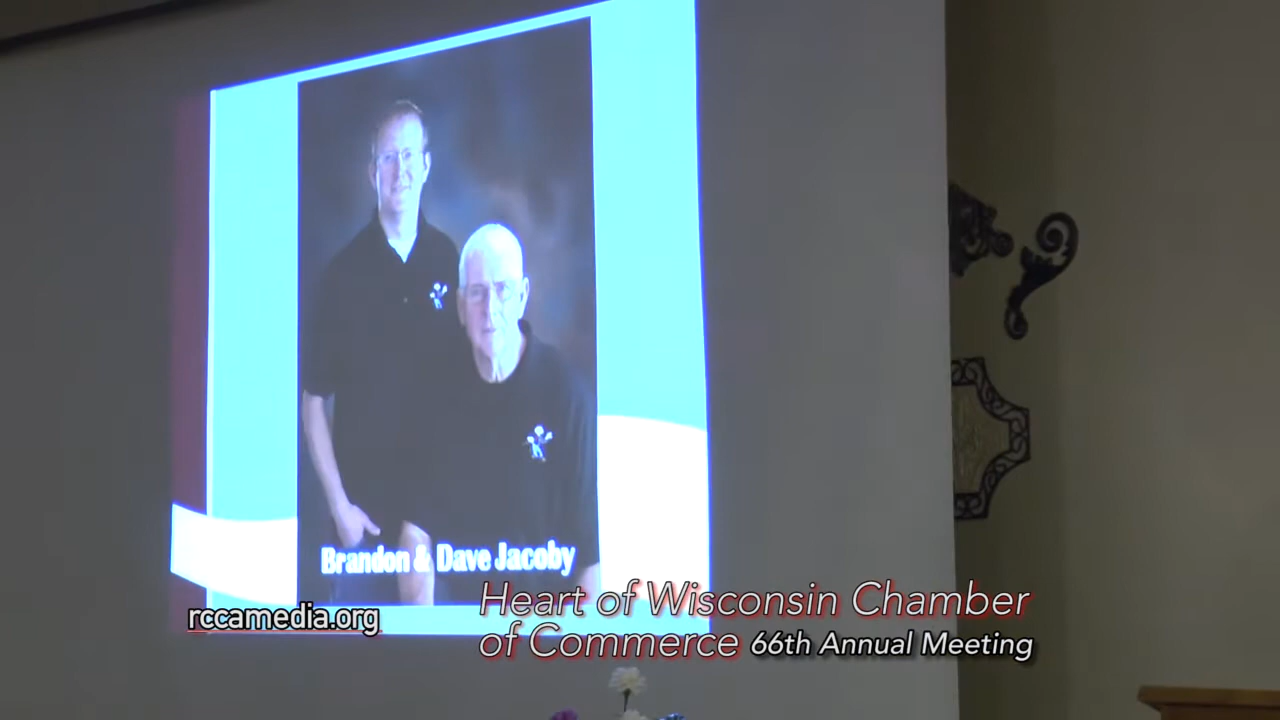 Brandon & Dave Jacoby
rccamedia.org
Heart of Wisconsin Chamber
of Commerce 66th Annual Meeting